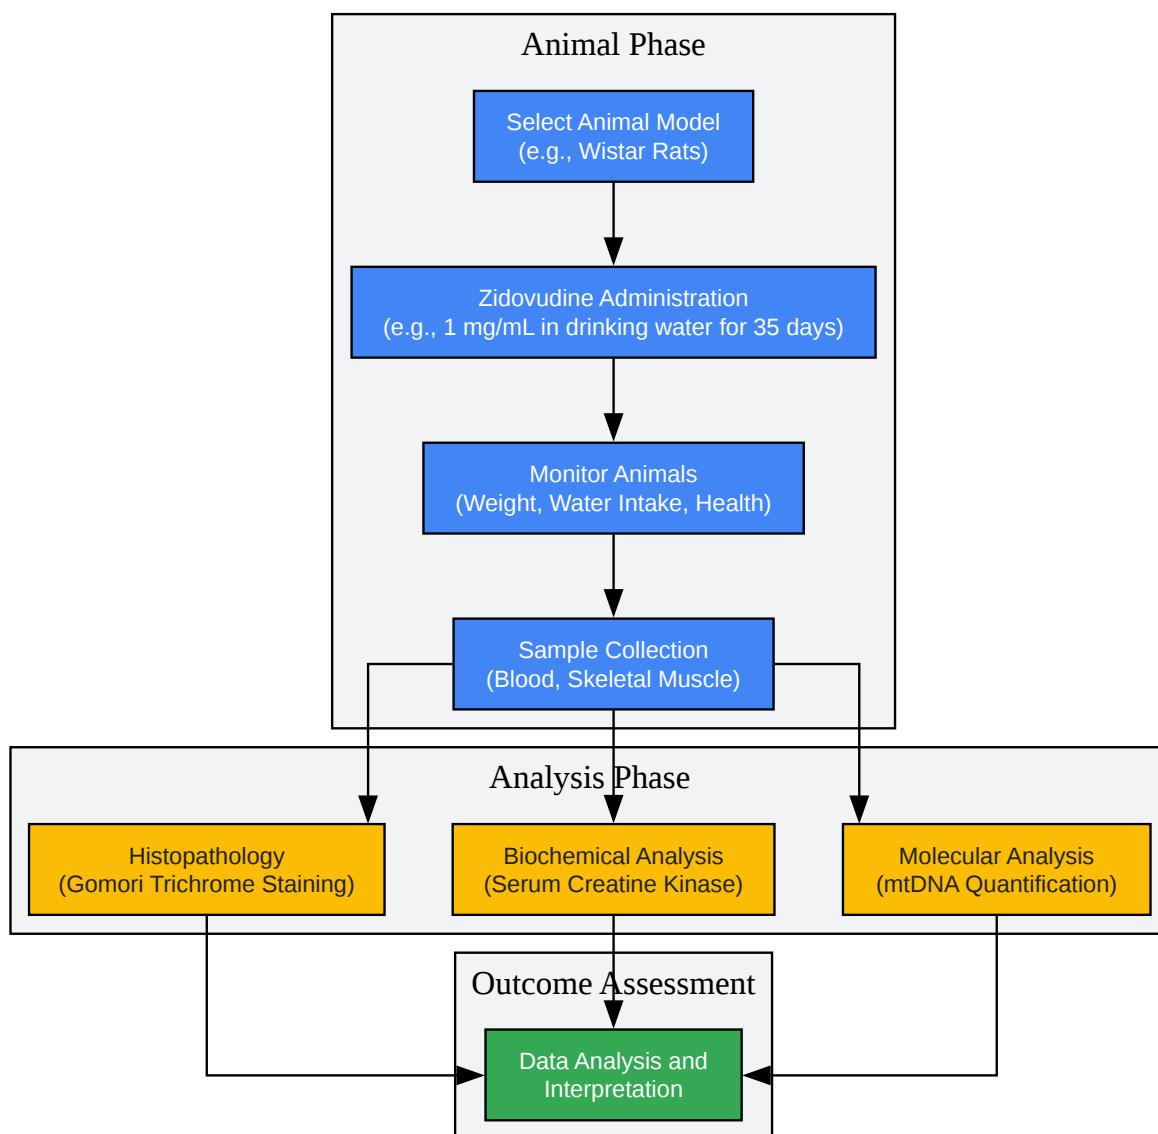 Animal Phase
Select Animal Model
(e.g., Wistar Rats)
Zidovudine Administration
(e.g., 1 mg/mL in drinking water for 35 days)
Monitor Animals
(Weight, Water Intake, Health)
Sample Collection
(Blood, Skeletal Muscle)
Analysis Phase
Histopathology
(Gomori Trichrome Staining)
Biochemical Analysis
(Serum Creatine Kinase)
Molecular Analysis
(mtDNA Quantification)
Outcome Assessment
Data Analysis and
Interpretation